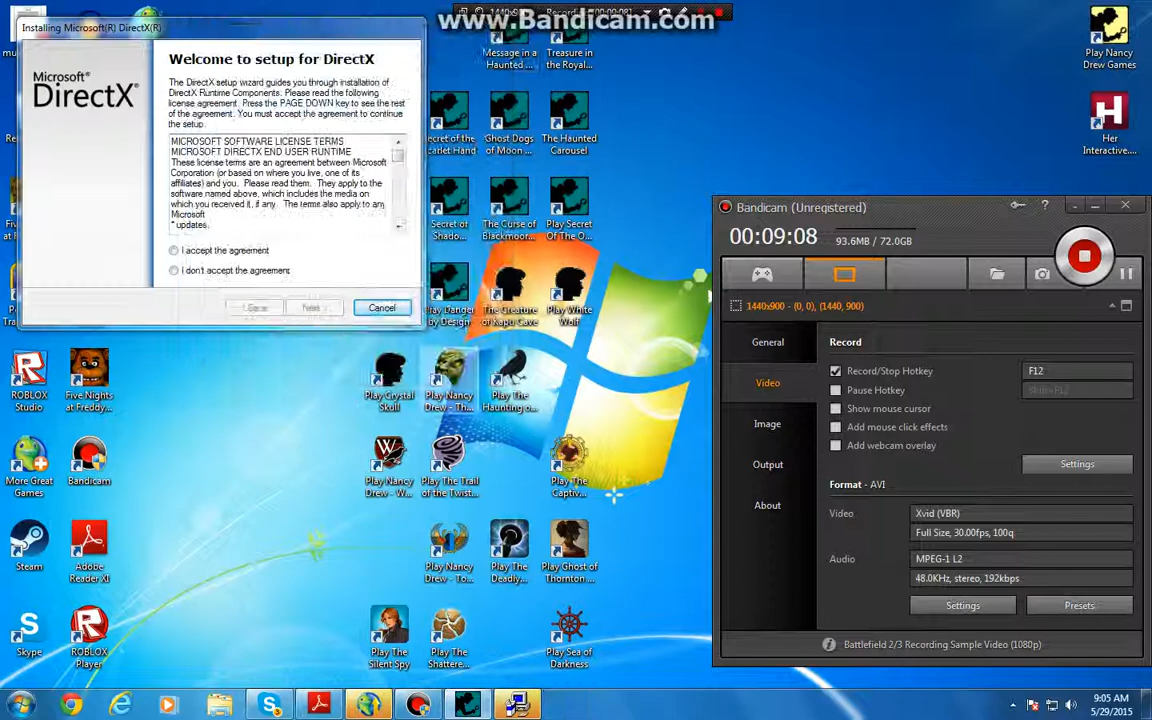 Installing Microsoft(R) DirectX(R)
www.Bandicam.com
Microsoft®
DirectX®
Welcome to setup for DirectX
The DirectX setup wizard guides you through installation of
DirectX Runtime Components. Please read the following
license agreement. Press the PAGE DOWN key to see the rest
of the agreement. You must accept the agreement to continue
the setup.
MICROSOFT SOFTWARE LICENSE TERMS
MICROSOFT DIRECTX END USER RUNTIME
These license terms are an agreement between Microsoft
Corporation (or based on where you live, one of its
affiliates) and you. Please read them. They apply to the
software named above, which includes the media on
which you received it, if any. The terms also apply to any
Microsoft
* updates,
I accept the agreement
I don't accept the agreement
< Back
Next >
Cancel
Message in a
Haunted ...
Treasure in
the Royal...
Play Nancy
Drew Games
Secret of the
Scarlet Hand
Ghost Dogs
of Moon ...
The Haunted
Carousel
Her
Interactive...
Secret of
Shado...
The Curse of
Blackmoor...
Play Secret
Of The O...
Play Danger
by Design
The Creature
of Kapu Cave
Play White
Wolf
ROBLOX
Studio
Five Nights
at Freddy...
Play Crystal
Skull
Play Nancy
Drew - Th...
Play The
Haunting o...
More Great
Games
Bandicam
Play Nancy
Drew - W...
Play The Trail
of the Twist...
Play The
Captiv...
Steam
Adobe
Reader XI
Play Nancy
Drew - To...
Play The
Deadly...
Play Ghost of
Thornton ...
Skype
ROBLOX
Player
Play The
Silent Spy
Play The
Shattere...
Play Sea of
Darkness
Bandicam (Unregistered)
00:09:08
93.6MB / 72.0GB
1440x900 - (0, 0), (1440, 900)
General
Video
Image
Output
About
Record
Record/Stop Hotkey
F12
Pause Hotkey
Shift+F12
Show mouse cursor
Add mouse click effects
Add webcam overlay
Settings
Format - AVI
Video
Xvid (VBR)
Full Size, 30.00fps, 100q
Audio
MPEG-1 L2
48.0KHz, stereo, 192kbps
Settings
Presets
Battlefield 2/3 Recording Sample Video (1080p)
9:05 AM
5/29/2015